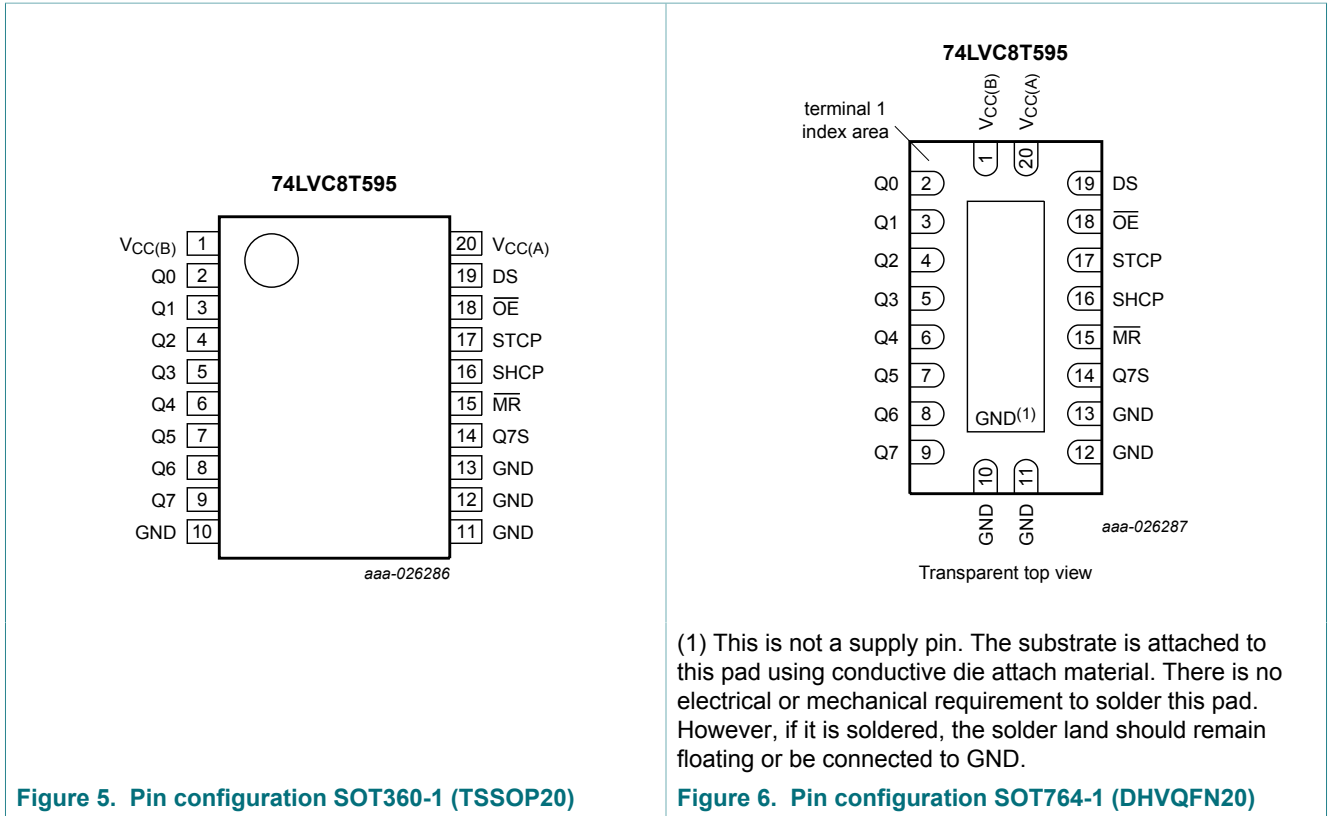 74LVC8T595
VCC(B) 1
Q0 2
Q1 3
Q2 4
Q3 5
Q4 6
Q5 7
Q6 8
Q7 9
GND 10
20 VCC(A)
19 DS
18 OE
17 STCP
16 SHCP
15 MR
14 Q7S
13 GND
12 GND
11 GND
aaa-026286
Figure 5. Pin configuration SOT360-1 (TSSOP20)
74LVC8T595
terminal 1
index area
VCC(B)
VCC(A)
1
20
Q0 2
Q1 3
Q2 4
Q3 5
Q4 6
Q5 7
Q6 8
Q7 9
19 DS
18 OE
17 STCP
16 SHCP
15 MR
14 Q7S
13 GND
12 GND
GND(1)
10
11
GND
GND
aaa-026287
Transparent top view
(1) This is not a supply pin. The substrate is attached to
this pad using conductive die attach material. There is no
electrical or mechanical requirement to solder this pad.
However, if it is soldered, the solder land should remain
floating or be connected to GND.
Figure 6. Pin configuration SOT764-1 (DHVQFN20)